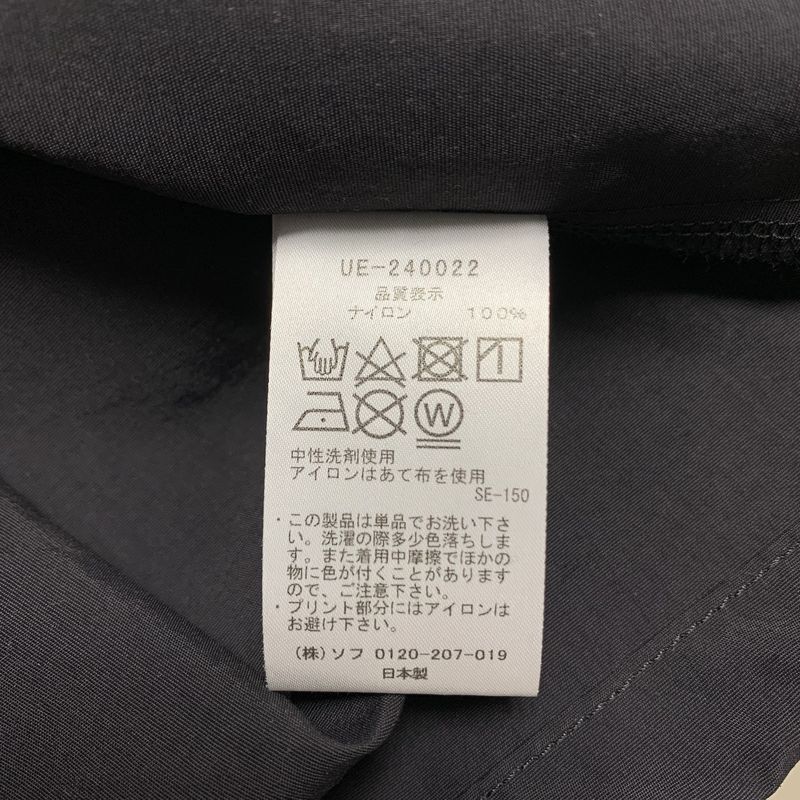 UE-240022
品質表示
ナイロン 100%
W
中性洗剤使用
アイロンはあて布を使用
SE-150
・この製品は単品でお洗い下さ
い。洗濯の際多少色落ちしま
す。また着用中摩擦でほかの
物に色が付くことがあります
ので、ご注意下さい。
・プリント部分にはアイロンは
お避け下さい。
(株)ソフ 0120-207-019
日本製